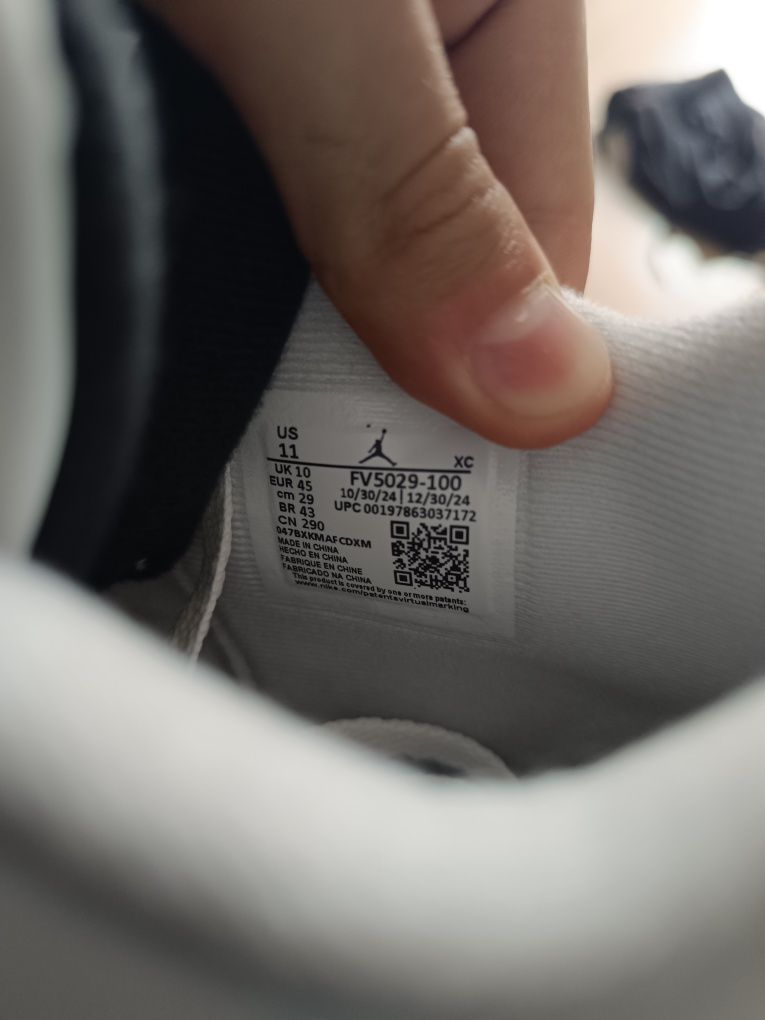 US
11
XC
UK 10
EUR 45
cm 29
BR 43
CN 290
FV5029-100
10/30/24 | 12/30/24
UPC 00197863037172
047BXKMAFCDXM
MADE IN CHINA
HECHO EN CHINA
FABRIQUE EN CHINE
FABRICADO NA CHINA
This product is covered by one or more patents:
www.nike.com/patentsvirtualmarking